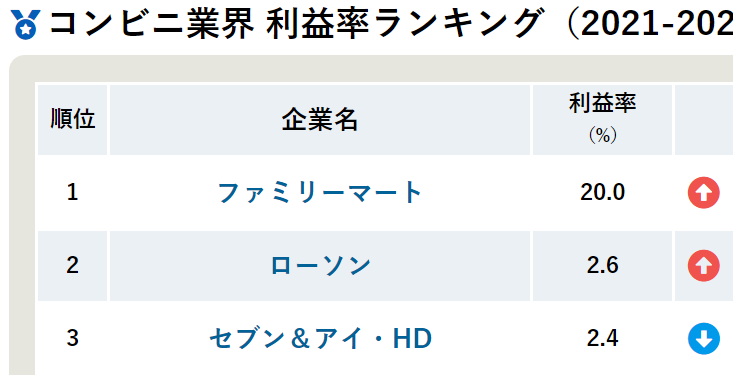 コンビニ業界 利益率ランキング（2021-202
順位 企業名 利益率
（%）
1 ファミリーマート 20.0
2 ローソン 2.6
3 セブン＆アイ・HD 2.4